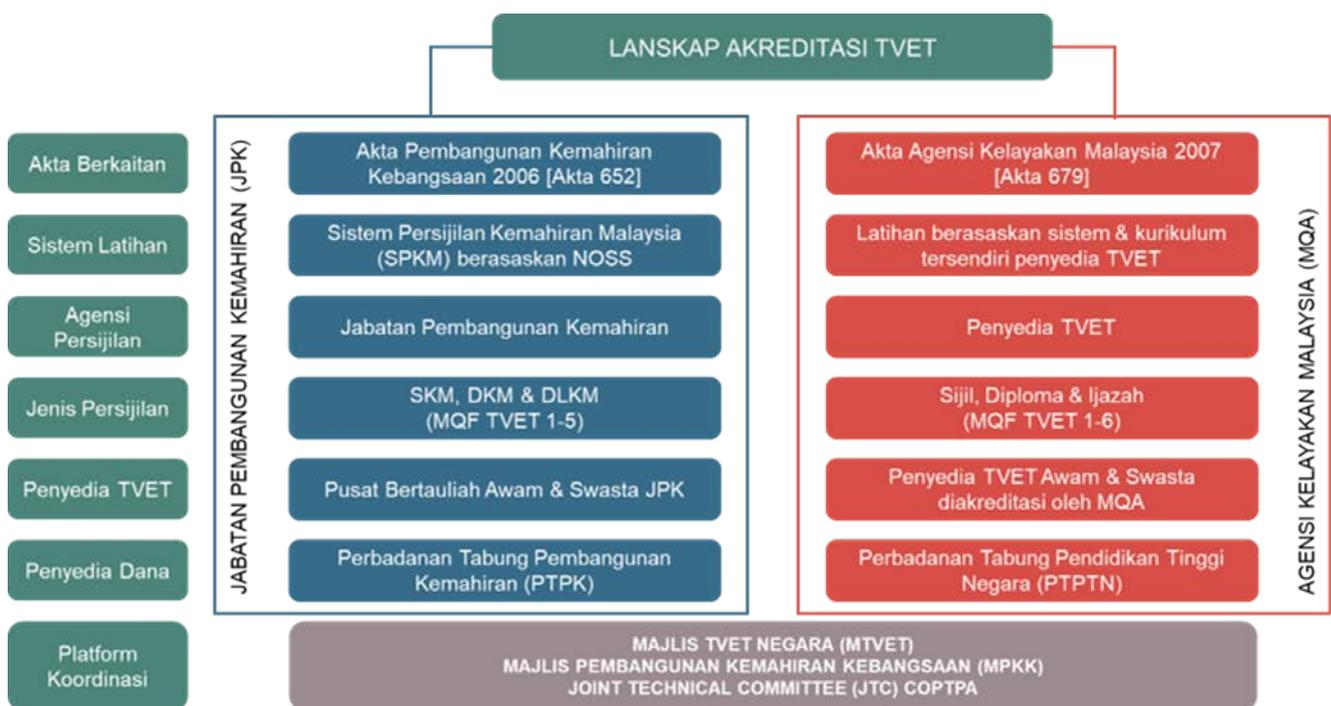 LANSKAP AKREDITASI TVET
JABATAN PEMBANGUNAN KEMAHIRAN (JPK)
AGENSI KELAYAKAN MALAYSIA (MQA)
Akta Berkaitan
Akta Pembangunan Kemahiran
Kebangsaan 2006 [Akta 652]
Akta Agensi Kelayakan Malaysia 2007
[Akta 679]
Sistem Latihan
Sistem Persijilan Kemahiran Malaysia
(SPKM) berasaskan NOSS
Latihan berasaskan sistem & kurikulum
tersendiri penyedia TVET
Agensi
Persijilan
Jabatan Pembangunan Kemahiran
Penyedia TVET
Jenis Persijilan
SKM, DKM & DLKM
(MQF TVET 1-5)
Sijil, Diploma & Ijazah
(MQF TVET 1-6)
Penyedia TVET
Pusat Bertauliah Awam & Swasta JPK
Penyedia TVET Awam & Swasta
diakreditasi oleh MQA
Penyedia Dana
Perbadanan Tabung Pembangunan
Kemahiran (PTPK)
Perbadanan Tabung Pendidikan Tinggi
Negara (PTPTN)
Platform
Koordinasi
MAJLIS TVET NEGARA (MTVET)
MAJLIS PEMBANGUNAN KEMAHIRAN KEBANGSAAN (MPKK)
JOINT TECHNICAL COMMITTEE (JTC) COPTPA